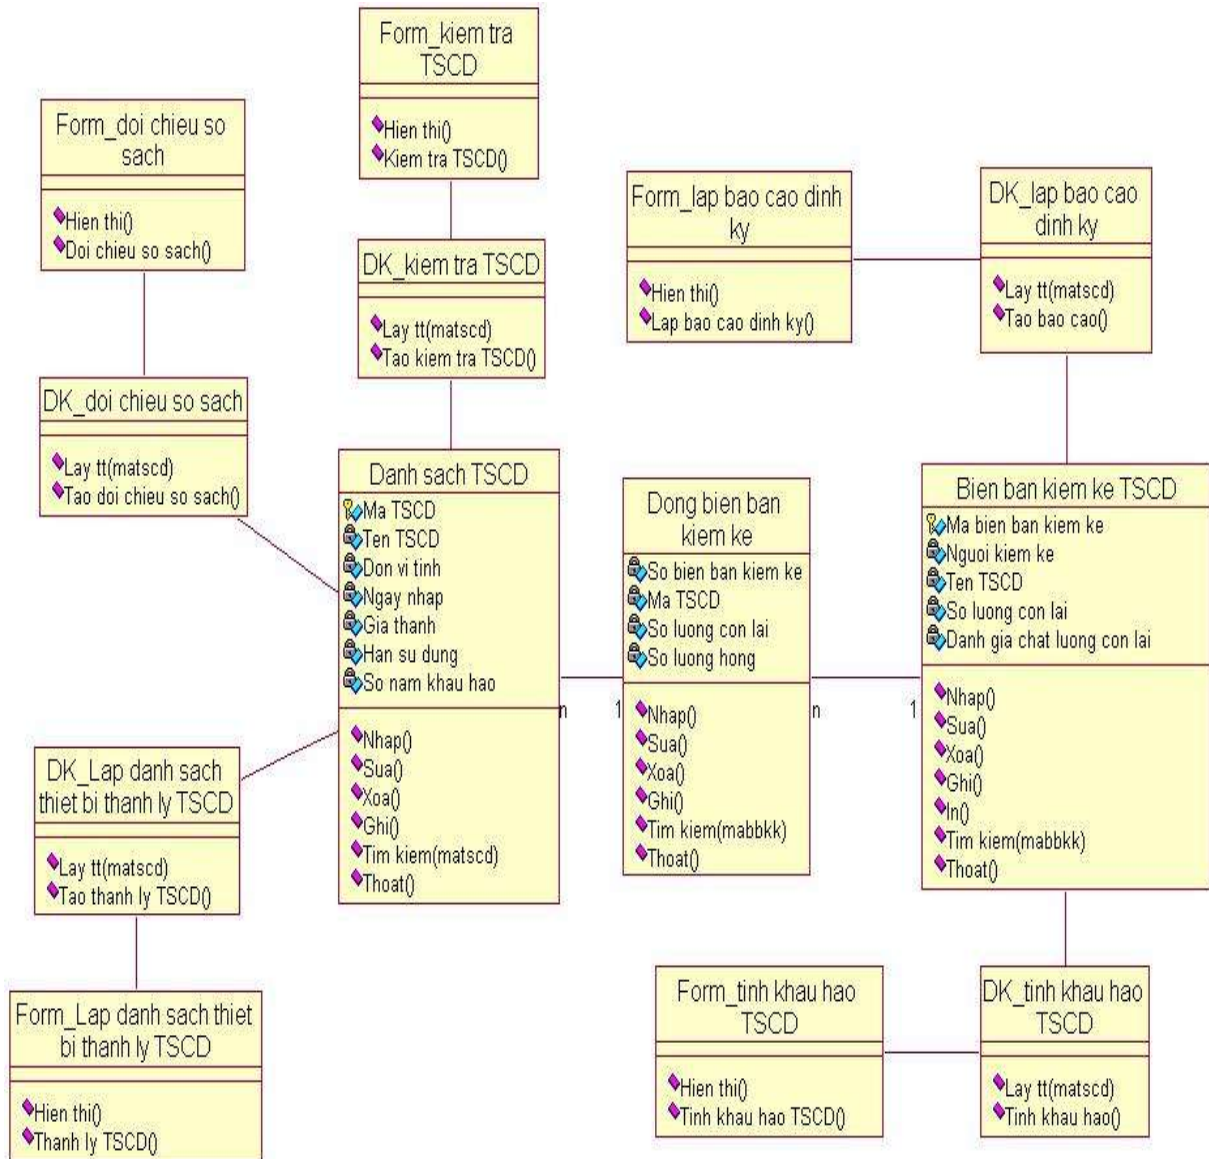 Form_kiem tra
TSCD
Hien thi()
Kiem tra TSCD()
Form_doi chieu so
sach
Hien thi()
Doi chieu so sach()
Form_lap bao cao dinh
ky
Hien thi()
Lap bao cao dinh ky()
DK_lap bao cao
dinh ky
Lay tt(matscd)
Tao bao cao()
DK_kiem tra TSCD
Lay tt(matscd)
Tao kiem tra TSCD()
DK_doi chieu so sach
Lay tt(matscd)
Tao doi chieu so sach()
Danh sach TSCD
Ma TSCD
Ten TSCD
Don vi tinh
Ngay nhap
Gia thanh
Han su dung
So nam khau hao
Nhap()
Sua()
Xoa()
Ghi()
Tim kiem(matscd)
Thoat()
n
1
Dong bien ban
kiem ke
So bien ban kiem ke
Ma TSCD
So luong con lai
So luong hong
Nhap()
Sua()
Xoa()
Ghi()
Tim kiem(mabbkk)
Thoat()
n
1
Bien ban kiem ke TSCD
Ma bien ban kiem ke
Nguoi kiem ke
Ten TSCD
So luong con lai
Danh gia chat luong con lai
Nhap()
Sua()
Xoa()
Ghi()
In()
Tim kiem(mabbkk)
Thoat()
DK_Lap danh sach
thiet bi thanh ly TSCD
Lay tt(matscd)
Tao thanh ly TSCD()
Form_Lap danh sach thiet
bi thanh ly TSCD
Hien thi()
Thanh ly TSCD()
Form_tinh khau hao
TSCD
Hien thi()
Tinh khau hao TSCD()
DK_tinh khau hao
TSCD
Lay tt(matscd)
Tinh khau hao()